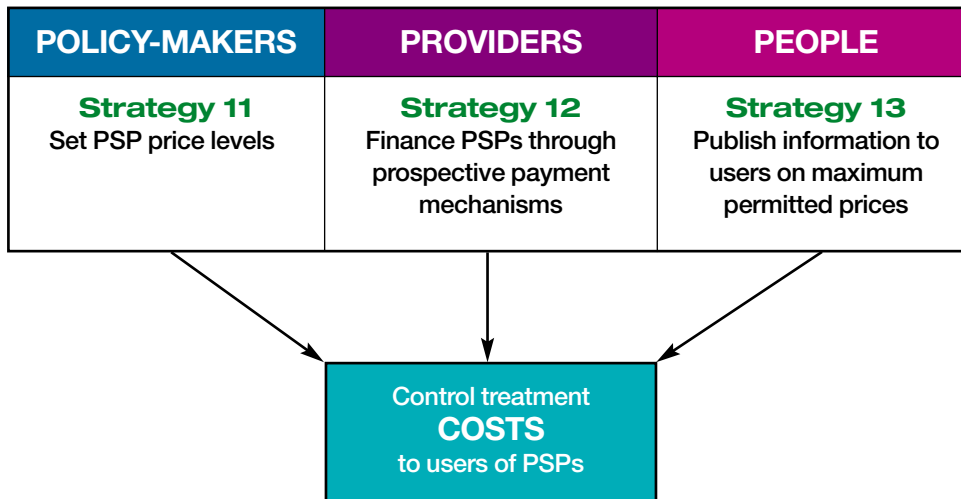 POLICY-MAKERS
PROVIDERS
PEOPLE
Strategy 11
Set PSP price levels
Strategy 12
Finance PSPs through
prospective payment
mechanisms
Strategy 13
Publish information to
users on maximum
permitted prices
Control treatment
COSTS
to users of PSPs